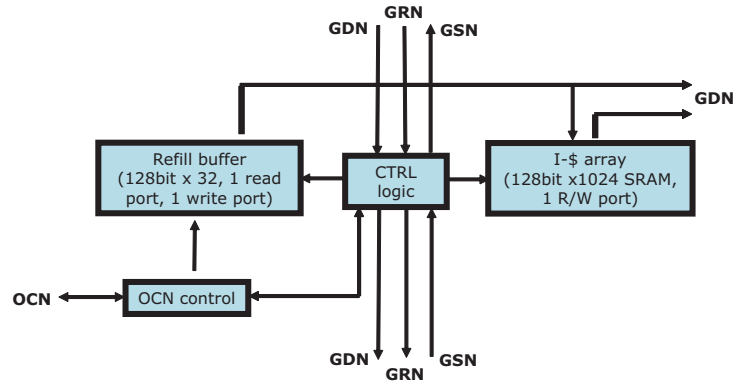 GRN
GDN
GSN
GDN
Refill buffer
(128bit x 32, 1 read
port, 1 write port)
CTRL
logic
I-$ array
(128bit x1024 SRAM,
1 R/W port)
OCN
OCN control
GDN
GSN
GRN